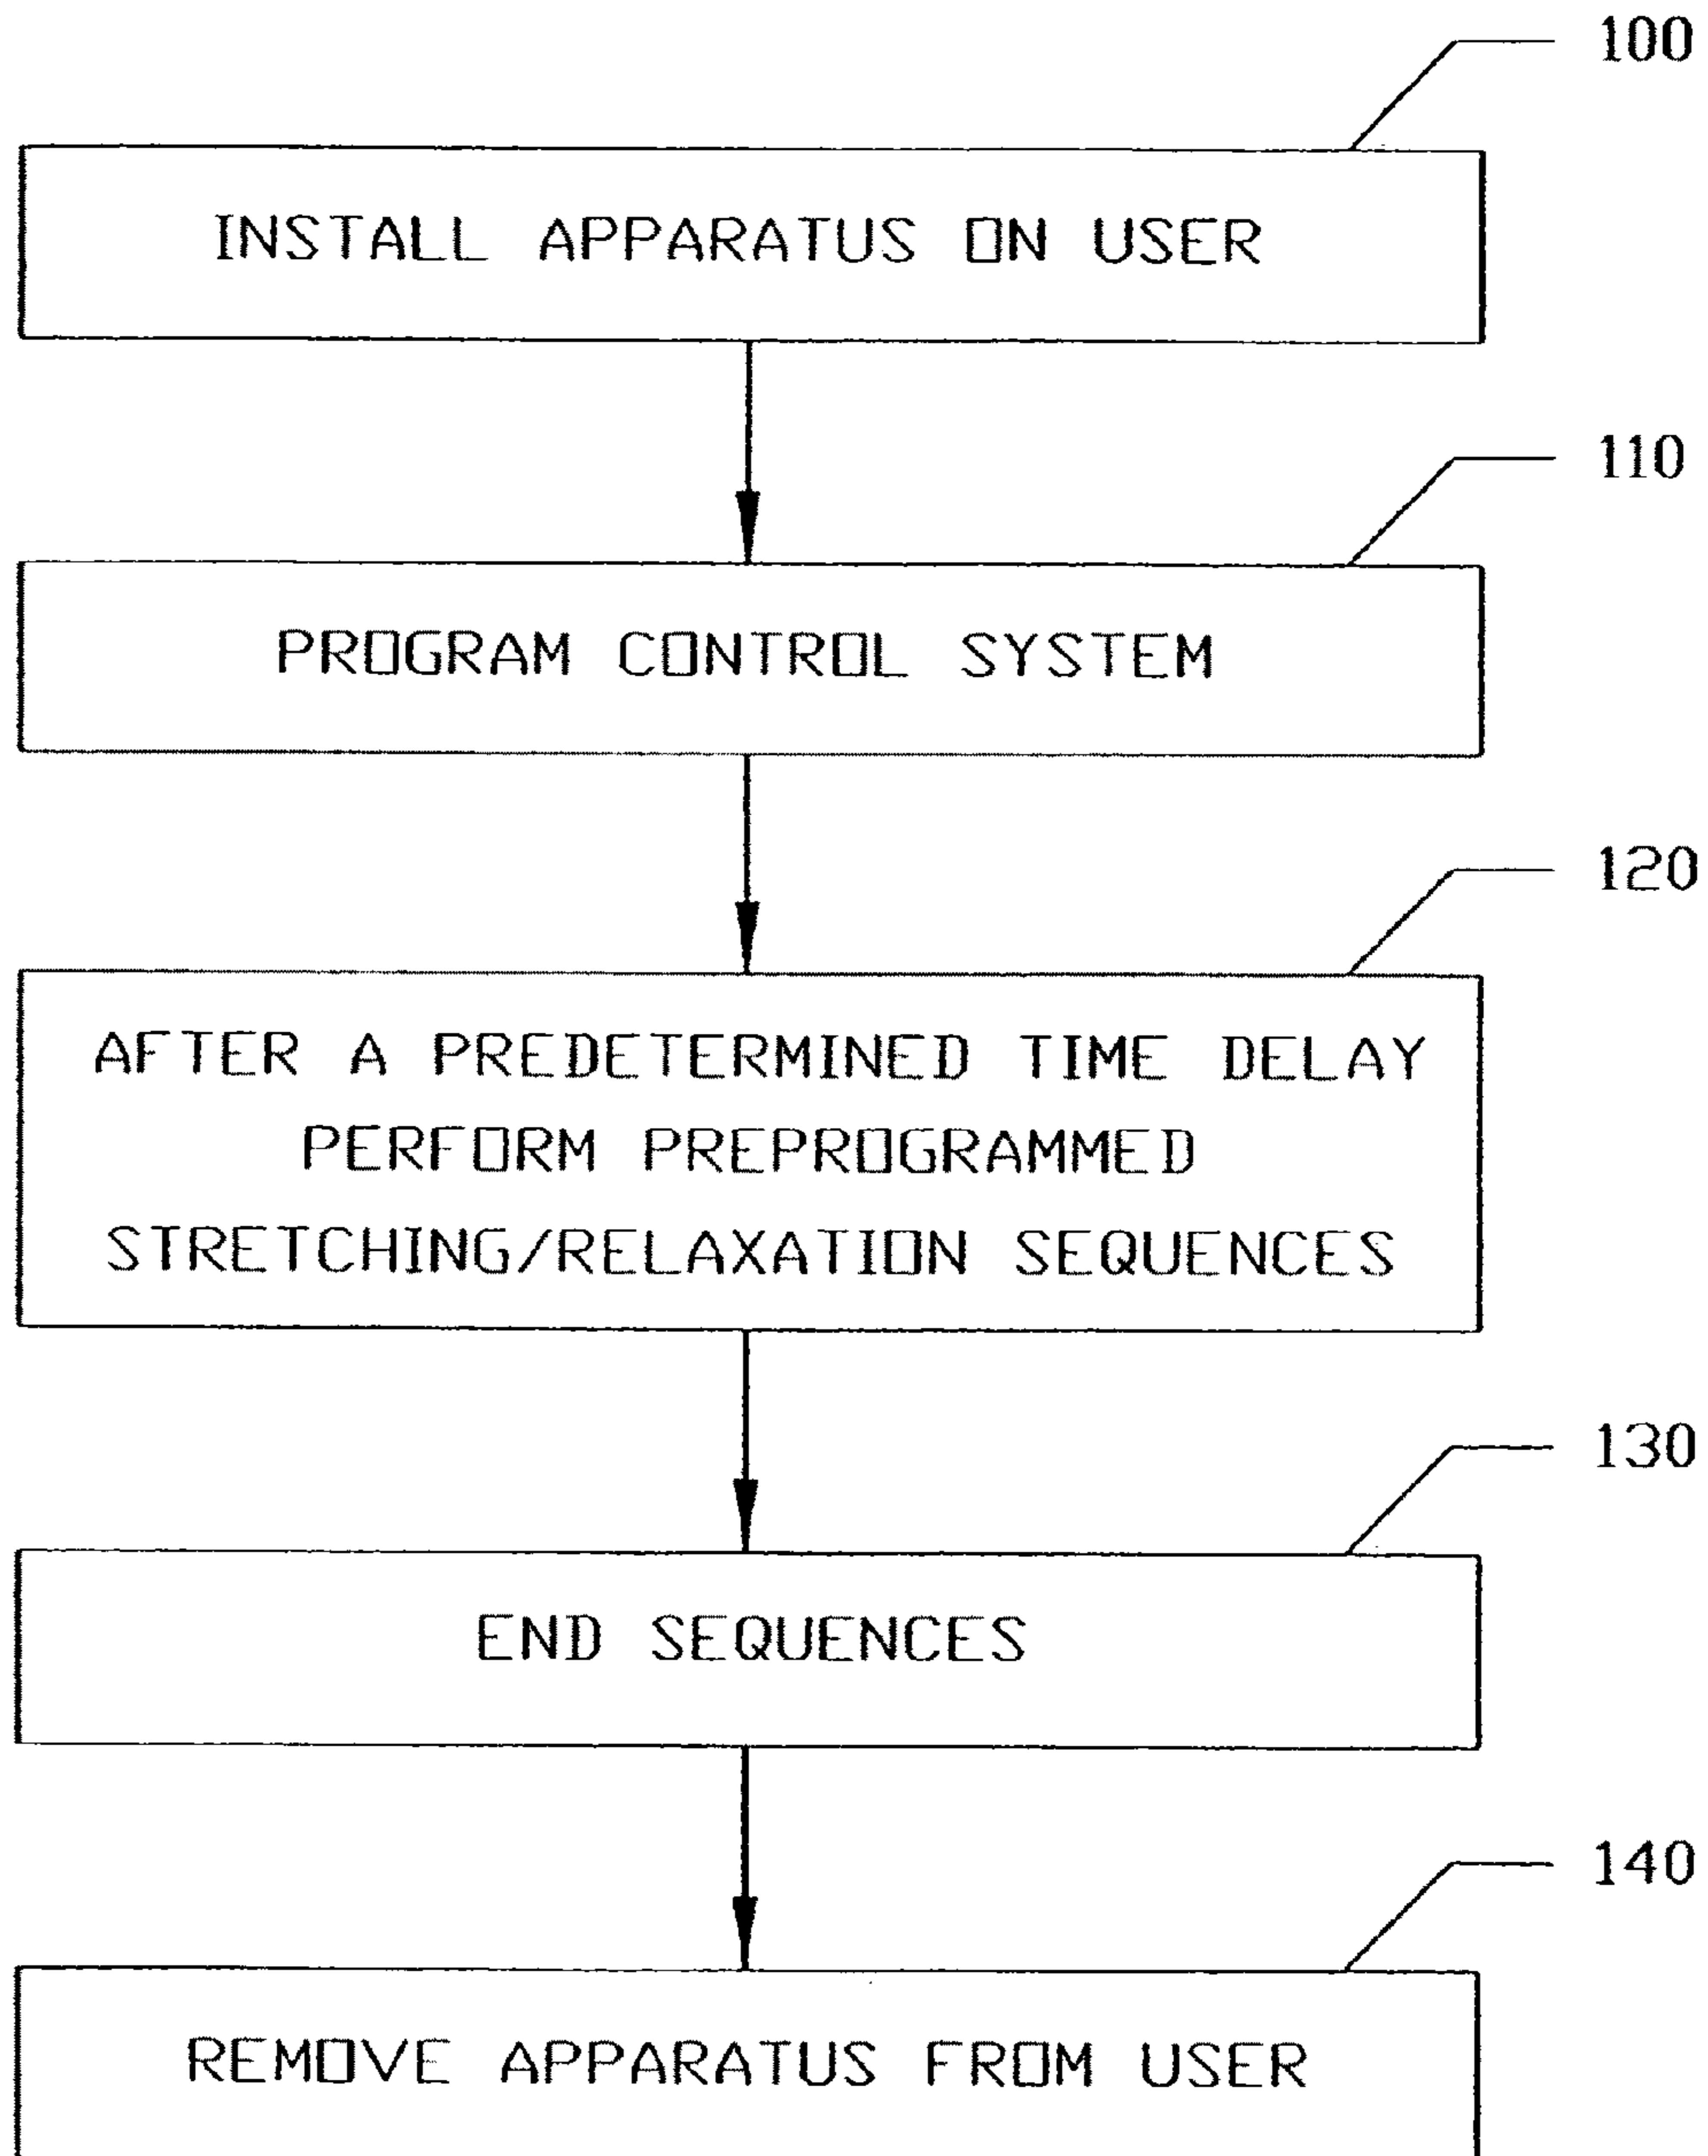 100
INSTALL APPARATUS ON USER
110
PROGRAM CONTROL SYSTEM
120
AFTER A PREDETERMINED TIME DELAY
PERFORM PREPROGRAMMED
STRETCHING/RELAXATION SEQUENCES
130
END SEQUENCES
140
REMOVE APPARATUS FROM USER